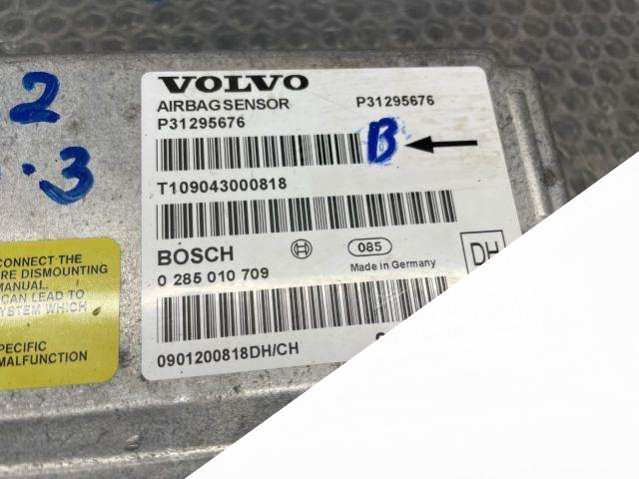 2
.3
VOLVO
AIRBAG SENSOR P31295676
P31295676
B
T109043000818
BOSCH 085 DH
0 285 010 709 Made in Germany
0901200818DH/CH
CONNECT THE
RE DISMOUNTING
MANUAL.
CAN LEAD TO
YSTEM WHICH
PECIFIC
MALFUNCTION